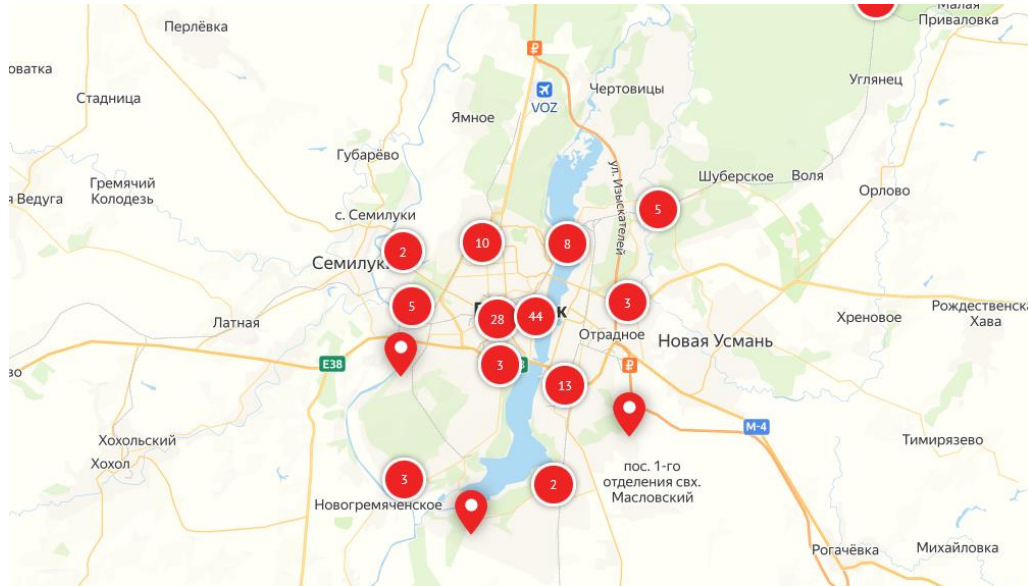 Малая
Приваловка
Перлёвка
₽
оватка
Углянец
Чертовицы
Стадница
VOZ
Ямное
Губарёво
ул. Изыскателей
Шуберское
Воля
Гремячий
Колодезь
Орлово
я Ведуга
5
с. Семилуки
10
8
2
Семилук
5
3
Рождественска
Хава
28
44
к
Хреновое
Латная
Отрадное
Новая Усмань
E38
3
₽
во
13
М-4
Хохольский
Тимирязево
Хохол
пос. 1-го
отделения свх.
Масловский
3
2
Новогремяченское
Рогачёвка
Михайловка